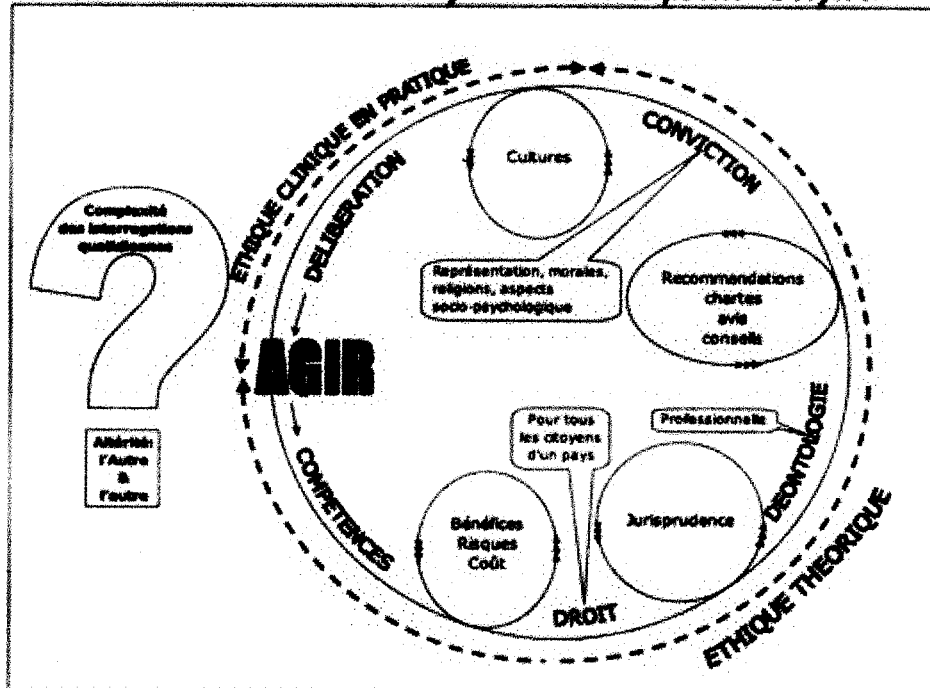 ETHIQUE CLINIQUE EN PRATIQUE
DELIBERATION
Cultures
CONVICTION
Complexité
des interrogations
quotidiennes
Représentation, morales,
religions, aspects
socio-psychologique
Recommendations
chartes
avis
conseils
AGIR
Altérité:
l'Autre
&
l'autre
Pour tous
les citoyens
d'un pays
Professionnelle
DEONTOLOGIE
COMPETENCES
Bénéfices
Risques
Coût
Jurisprudence
DROIT
ETHIQUE THEORIQUE